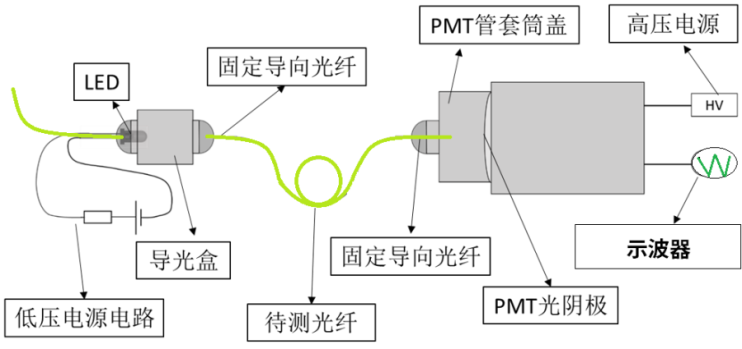 PMT管套筒盖
高压电源
固定导向光纤
LED
HV
导光盒
固定导向光纤
示波器
低压电源电路
待测光纤
PMT光阴极